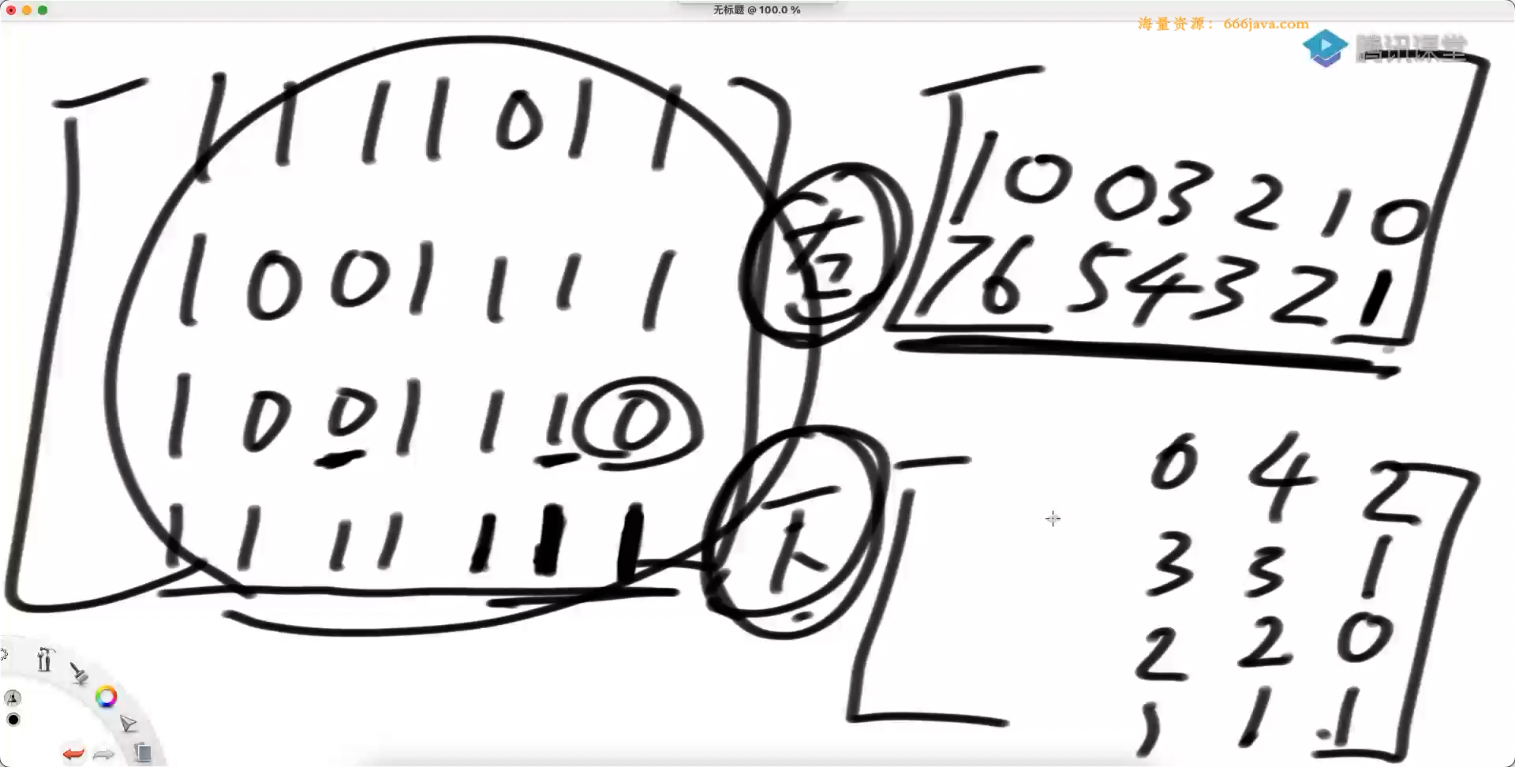 无标题 @ 100.0 %
海量资源：666java.com
腾讯课堂
1 1 1 1 0 1 1
1 0 0 1 1 1 1
1 0 0 1 1 1 0
1 1 1 1 1 1 1
右
下
1 0 0 3 2 1 0
7 6 5 4 3 2 1
0 4 2
3 3 1
2 2 0
1 1 1